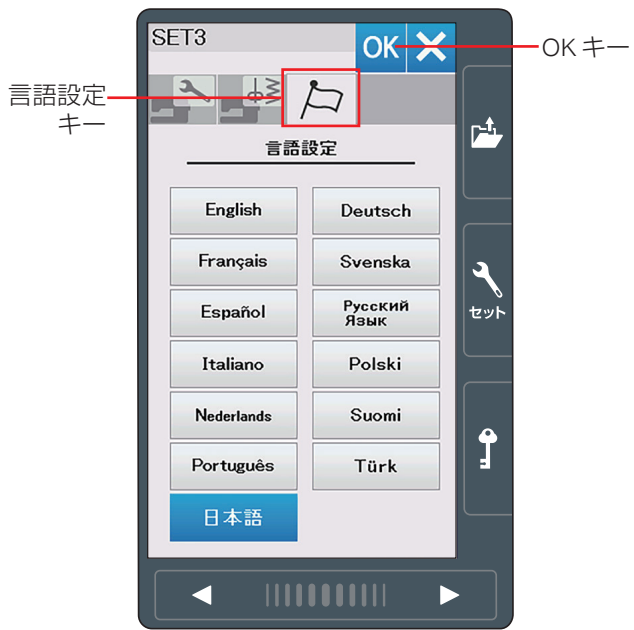 SET3
OK
OK キー
言語設定
キー
言語設定
English
Deutsch
Français
Svenska
Español
Русский
Язык
Italiano
Polski
Nederlands
Suomi
Português
Türk
日本語
セット